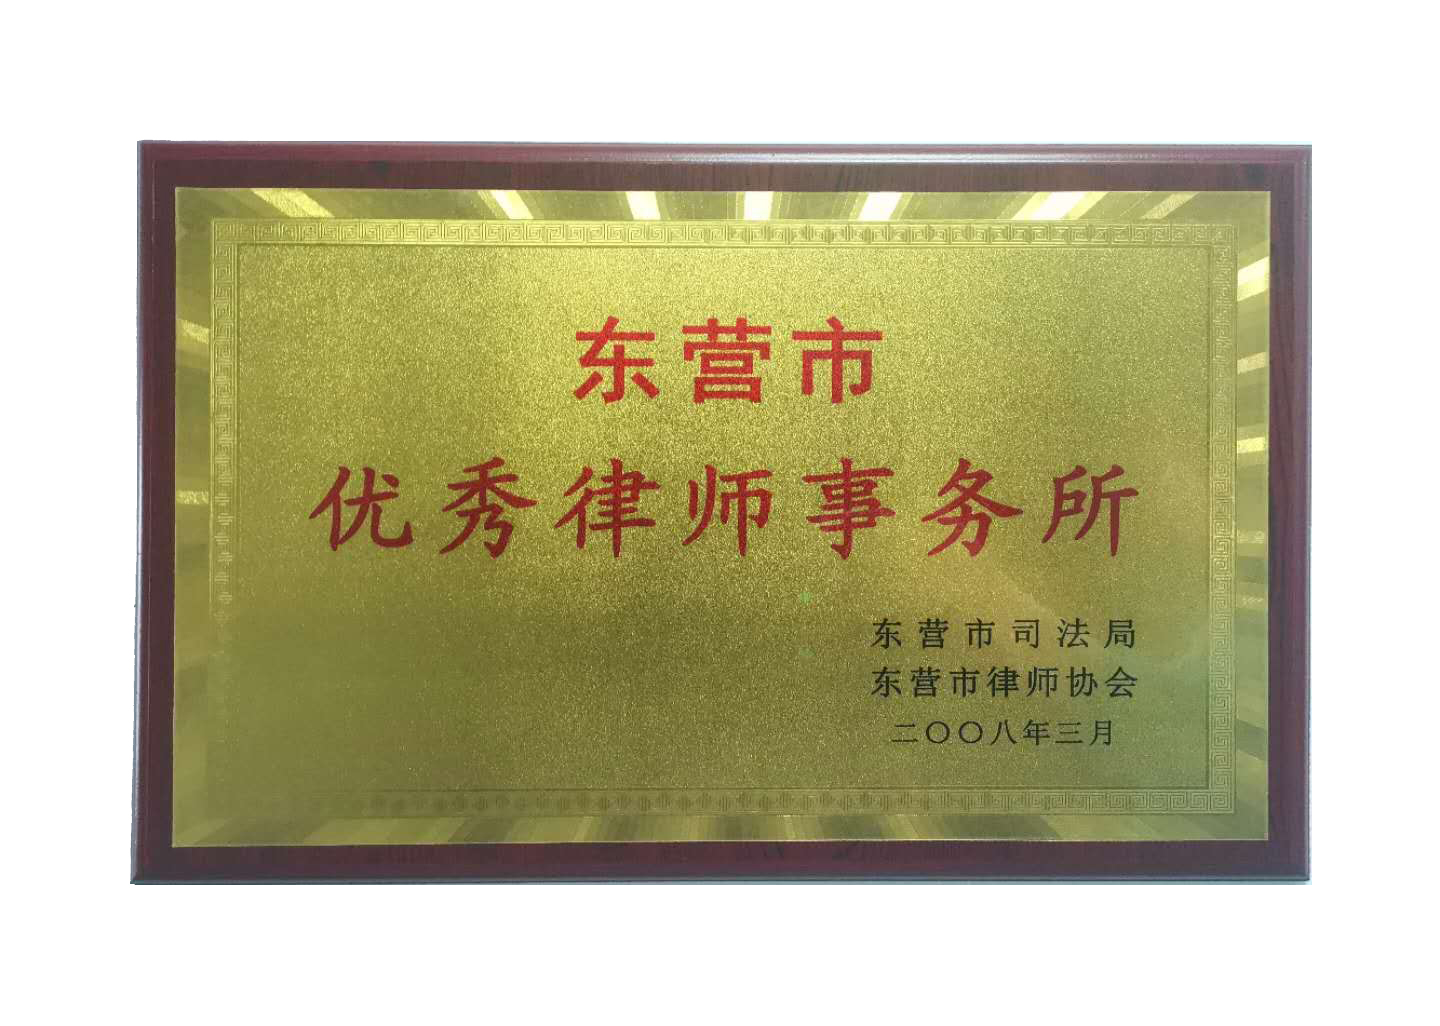 东营市
优秀律师事务所
东营市司法局
东营市律师协会
二〇〇八年三月